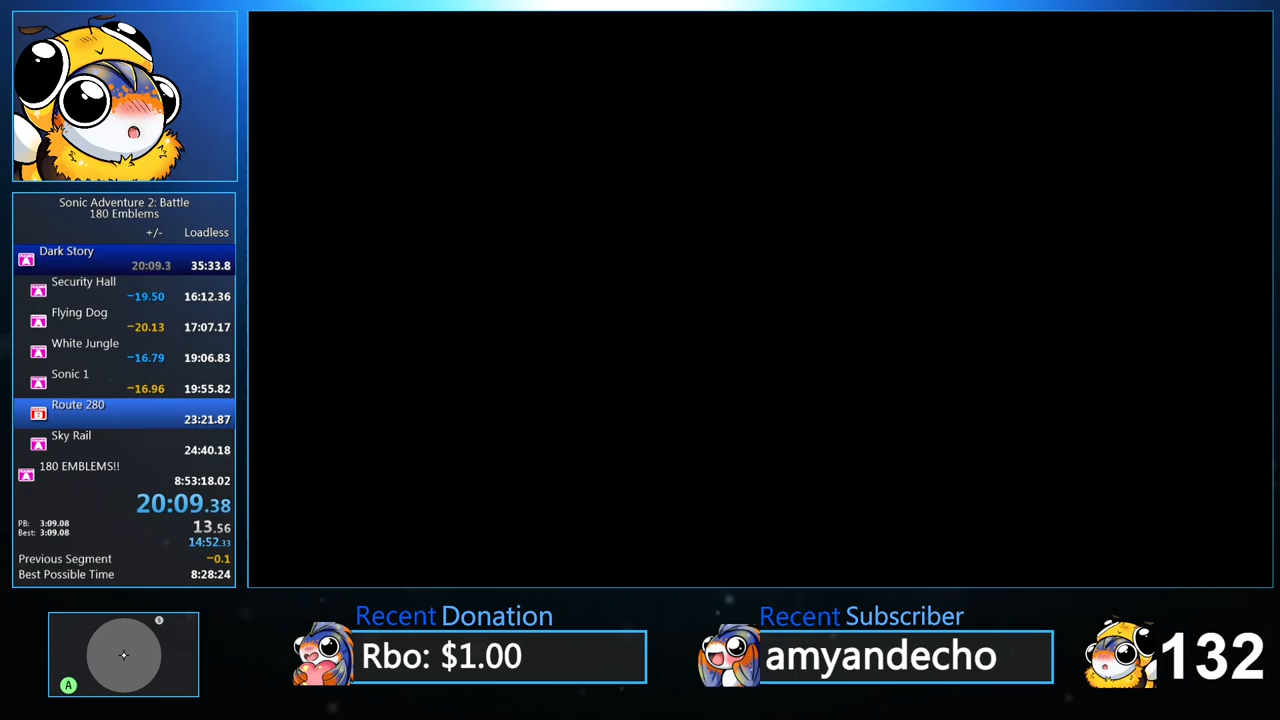 Sonic Adventure 2: Battle
180 Emblems
+/- Loadless
Dark Story
20:09.3 35:33.8
Security Hall
−19.50 16:12.36
Flying Dog
−20.13 17:07.17
White Jungle
−16.79 19:06.83
Sonic 1
−16.96 19:55.82
Route 280
23:21.87
Sky Rail
24:40.18
180 EMBLEMS!!
8:53:18.02
20:09.38
PB: 3:09.08 13.56
Best: 3:09.08 14:52.33
Previous Segment −0.1
Best Possible Time 8:28:24
S
A
Recent Donation
Rbo: $1.00
Recent Subscriber
amyandecho
132